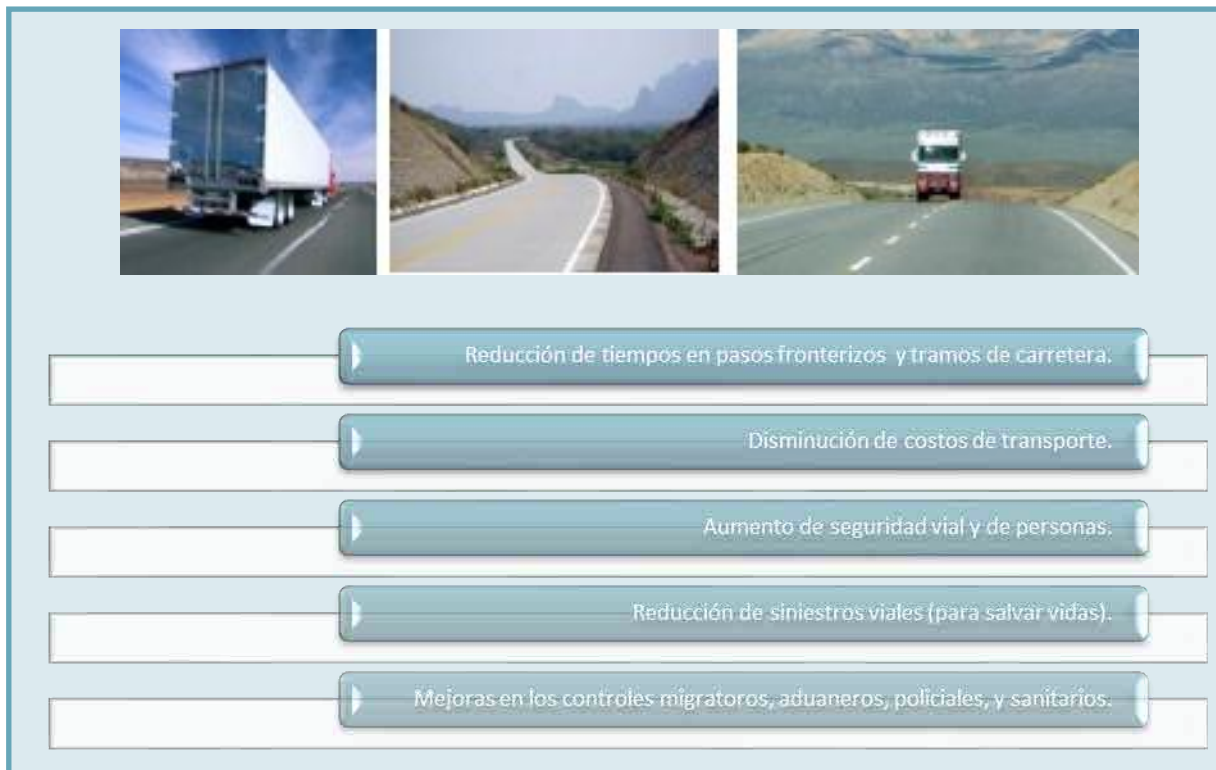 Reducción de tiempos en pasos fronterizos y tramos de carretera.
Disminución de costos de transporte.
Aumento de seguridad vial y de personas.
Reducción de siniestros viales (para salvar vidas).
Mejoras en los controles migratoros, aduaneros, policiales, y sanitarios.